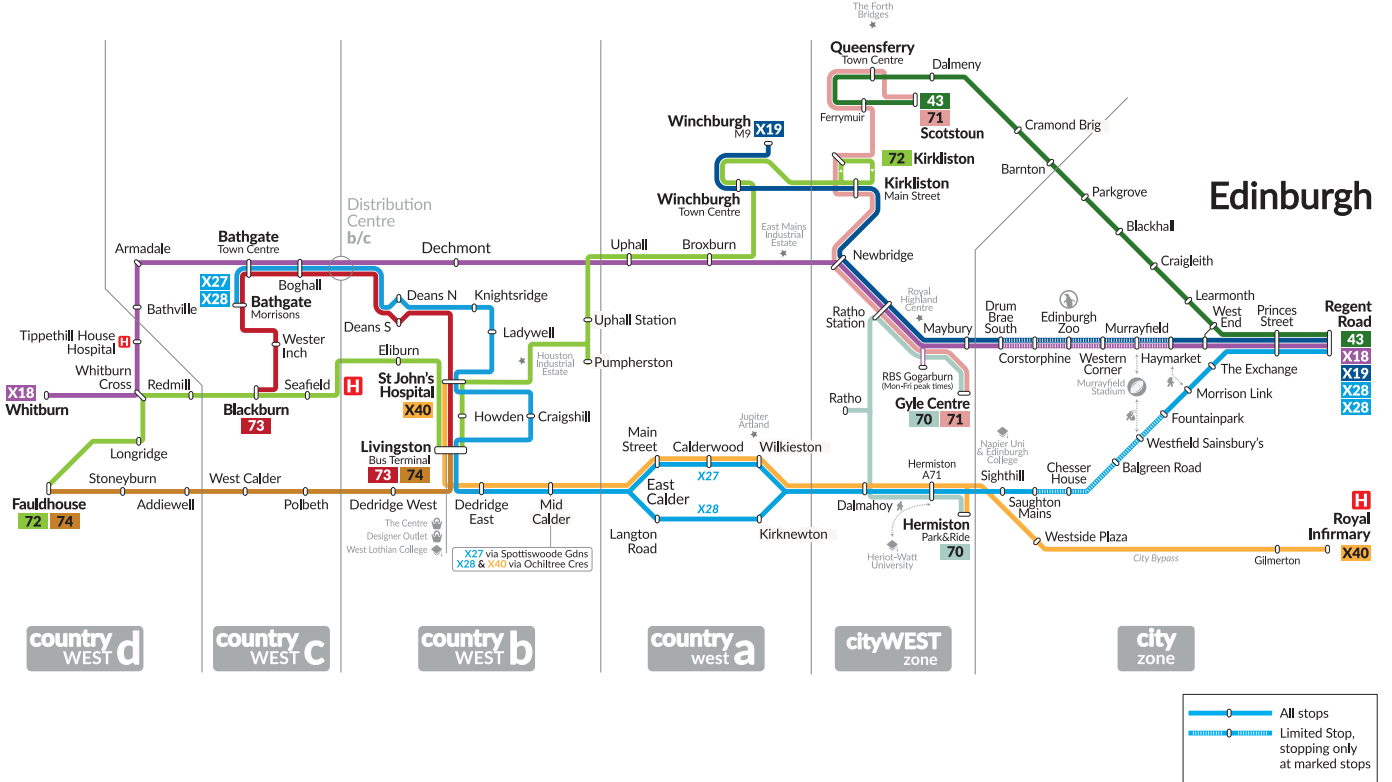 The Forth
Bridges
Queensferry
Town Centre
Dalmeny
43
71
Scotstoun
Ferrymuir
Cramond Brig
Barnton
Parkgrove
Blackhall
Craigleith
Learmonth
West
End
Princes
Street
Edinburgh
Regent
Road
43
X18
X19
X28
X28
Winchburgh
M9
X19
Winchburgh
Town Centre
72 Kirkliston
Kirkliston
Main Street
East Mains
Industrial
Estate
Newbridge
Distribution
Centre
b/c
Armadale
Bathgate
Town Centre
Dechmont
Uphall
Broxburn
X27
X28
Boghall
Bathgate
Morrisons
Bathville
Tippethill House
Hospital H
Wester
Inch
Deans N
Deans S
Knightsridge
Ladywell
Uphall Station
Pumpherston
Houston
Industrial
Estate
Royal
Highland
Centre
Ratho
Station
Maybury
Drum
Brae
South
Corstorphine
Edinburgh
Zoo
Western
Corner
Murrayfield
Haymarket
Murrayfield
Stadium
The Exchange
Morrison Link
Fountainpark
Westfield Sainsbury's
Balgreen Road
RBS Gogarburn
(Mon-Fri peak times)
Gyle Centre
70 71
Ratho
X18
Whitburn
Whitburn
Cross
Redmill
Blackburn
73
Seafield
H
Eliburn
St John's
Hospital
X40
Howden
Craigshill
Livingston
Bus Terminal
73 74
Longridge
Fauldhouse
72 74
Stoneyburn
Addiewell
West Calder
Polbeth
Dedridge West
Dedridge
East
Mid
Calder
The Centre
Designer Outlet
West Lothian College
X27 via Spottiswoode Gdns
X28 & X40 via Ochiltree Cres
Jupiter
Artland
Main
Street
Calderwood
Wilkieston
X27
East
Calder
X28
Langton
Road
Kirknewton
Dalmahoy
Hermiston
A71
Napier Uni
& Edinburgh
College
Sighthill
Chesser
House
Saughton
Mains
Hermiston
Park&Ride
70
Heriot-Watt
University
Westside Plaza
City Bypass
Gilmerton
H
Royal
Infirmary
X40
country
WEST d
country
WEST c
country
WEST b
country
west a
cityWEST
zone
city
zone
All stops
Limited Stop,
stopping only
at marked stops